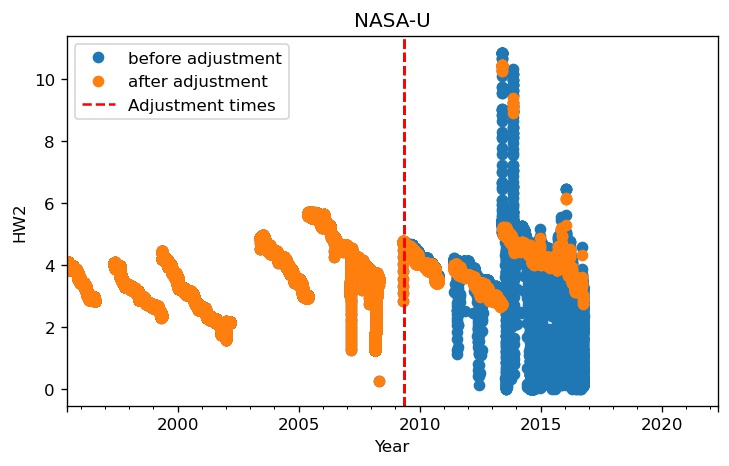 NASA-U
before adjustment
after adjustment
Adjustment times
HW2
10
8
6
4
2
0
2000 2005 2010 2015 2020
Year